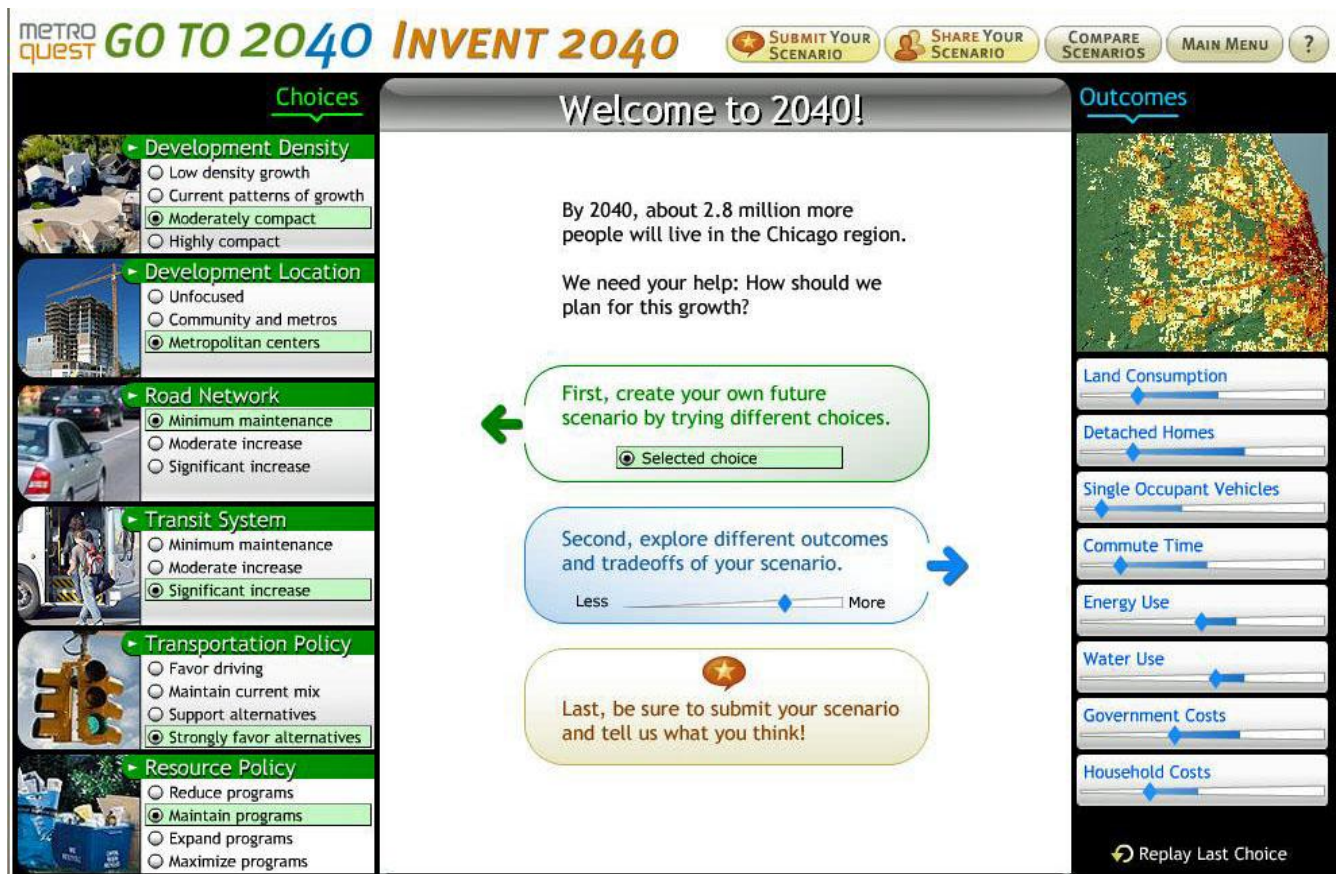 metro quest GO TO 2040 INVENT 2040
SUBMIT YOUR SCENARIO
SHARE YOUR SCENARIO
COMPARE SCENARIOS
MAIN MENU
?
Choices
Development Density
Low density growth
Current patterns of growth
Moderately compact
Highly compact
Development Location
Unfocused
Community and metros
Metropolitan centers
Road Network
Minimum maintenance
Moderate increase
Significant increase
Transit System
Minimum maintenance
Moderate increase
Significant increase
Transportation Policy
Favor driving
Maintain current mix
Support alternatives
Strongly favor alternatives
Resource Policy
Reduce programs
Maintain programs
Expand programs
Maximize programs
Welcome to 2040!
By 2040, about 2.8 million more
people will live in the Chicago region.
We need your help: How should we
plan for this growth?
First, create your own future
scenario by trying different choices.
Selected choice
Second, explore different outcomes
and tradeoffs of your scenario.
Less More
Last, be sure to submit your scenario
and tell us what you think!
Outcomes
Land Consumption
Detached Homes
Single Occupant Vehicles
Commute Time
Energy Use
Water Use
Government Costs
Household Costs
Replay Last Choice